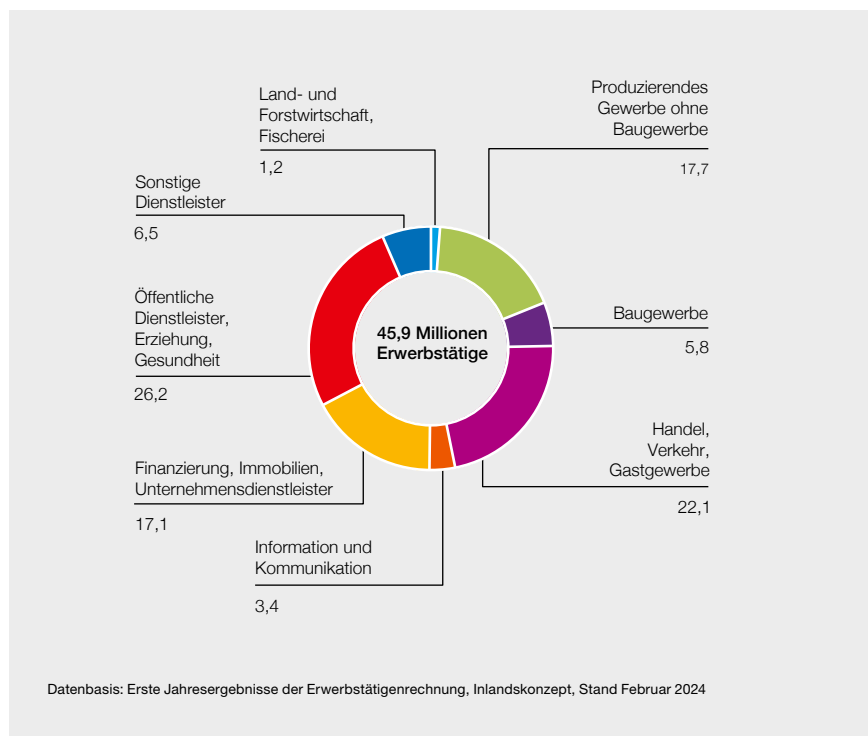 Land- und
Forstwirtschaft,
Fischerei
1,2
Produzierendes
Gewerbe ohne
Baugewerbe
17,7
Sonstige
Dienstleister
6,5
Öffentliche
Dienstleister,
Erziehung,
Gesundheit
26,2
45,9 Millionen
Erwerbstätige
Baugewerbe
5,8
Handel,
Verkehr,
Gastgewerbe
22,1
Finanzierung, Immobilien,
Unternehmensdienstleister
17,1
Information und
Kommunikation
3,4
Datenbasis: Erste Jahresergebnisse der Erwerbstätigenrechnung, Inlandskonzept, Stand Februar 2024